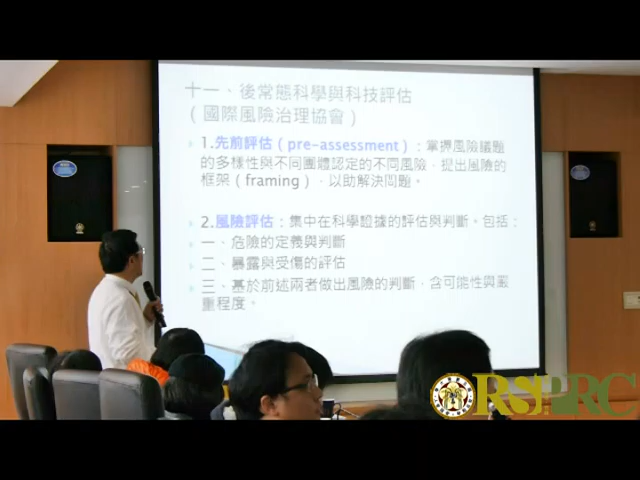 十一、後常態科學與科技評估
(國際風險治理協會)
1.先前評估(pre-assessment):掌握風險議題
的多樣性與不同團體認定的不同風險,提出風險的
框架(framing),以助解決問題。
2.風險評估:集中在科學證據的評估與判斷。包括:
一、危險的定義與判斷
二、暴露與受傷的評估
三、基於前述兩者做出風險的判斷,含可能性與嚴
重程度。
RSPRC